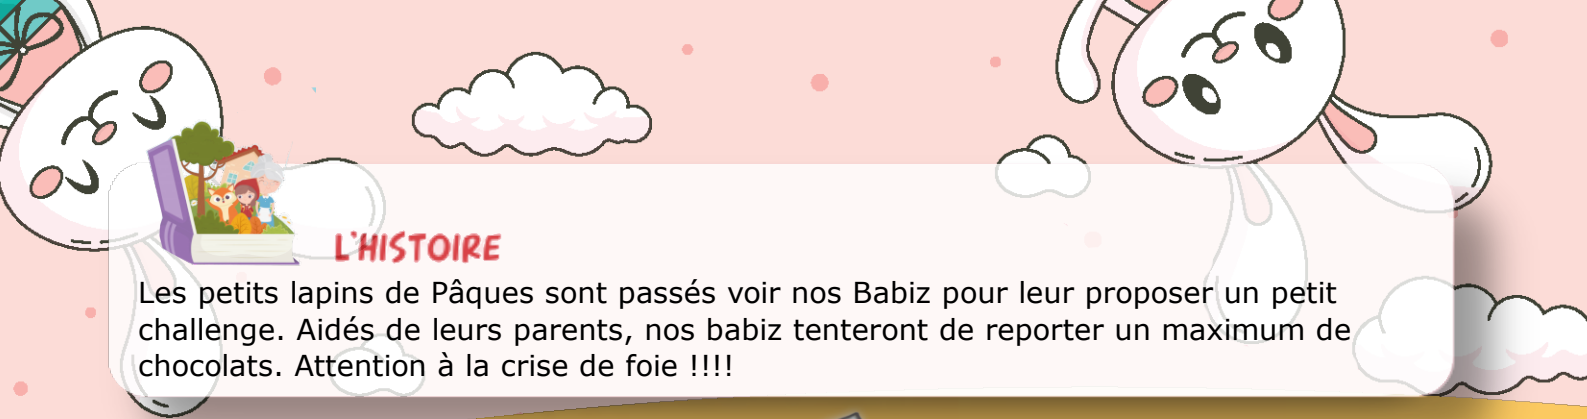 L'HISTOIRE
Les petits lapins de Pâques sont passés voir nos Babiz pour leur proposer un petit
challenge. Aidés de leurs parents, nos babiz tenteront de reporter un maximum de
chocolats. Attention à la crise de foie !!!!